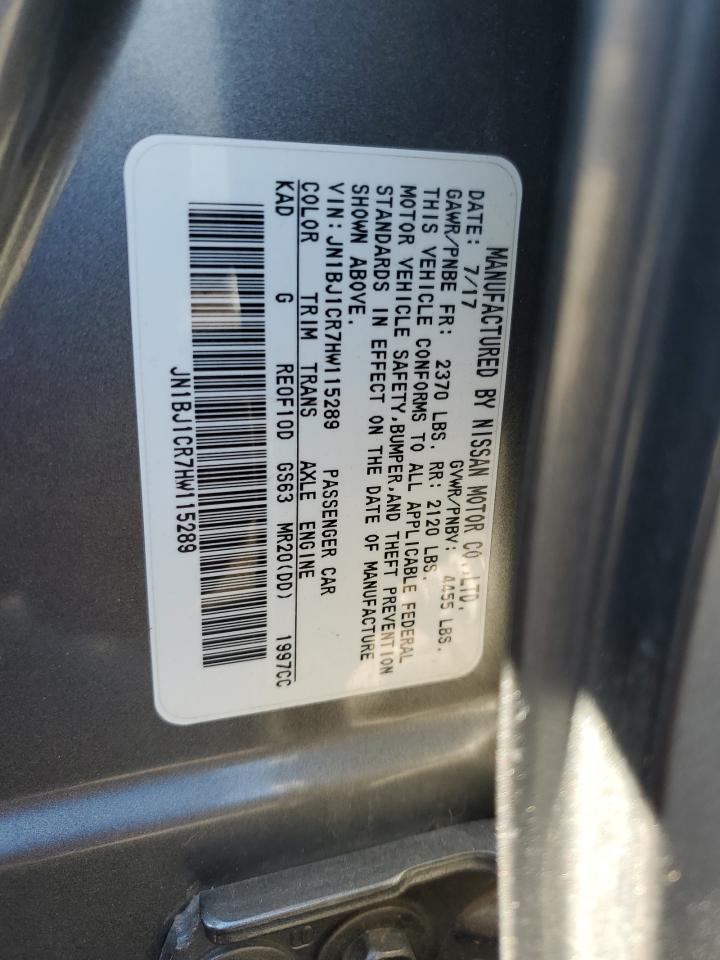 MANUFACTURED BY NISSAN MOTOR CO.,LTD.
DATE: 7/17 GVWR/PNBV: 4455 LBS.
GAWR/PNBE FR: 2370 LBS. RR: 2120 LBS.
THIS VEHICLE CONFORMS TO ALL APPLICABLE FEDERAL
MOTOR VEHICLE SAFETY,BUMPER,AND THEFT PREVENTION
STANDARDS IN EFFECT ON THE DATE OF MANUFACTURE
SHOWN ABOVE.
VIN:JN1BJ1CR7HW115289 PASSENGER CAR
COLOR TRIM TRANS AXLE ENGINE
KAD G RE0F10D GS63 MR20(DD) 1997CC
JN1BJ1CR7HW115289